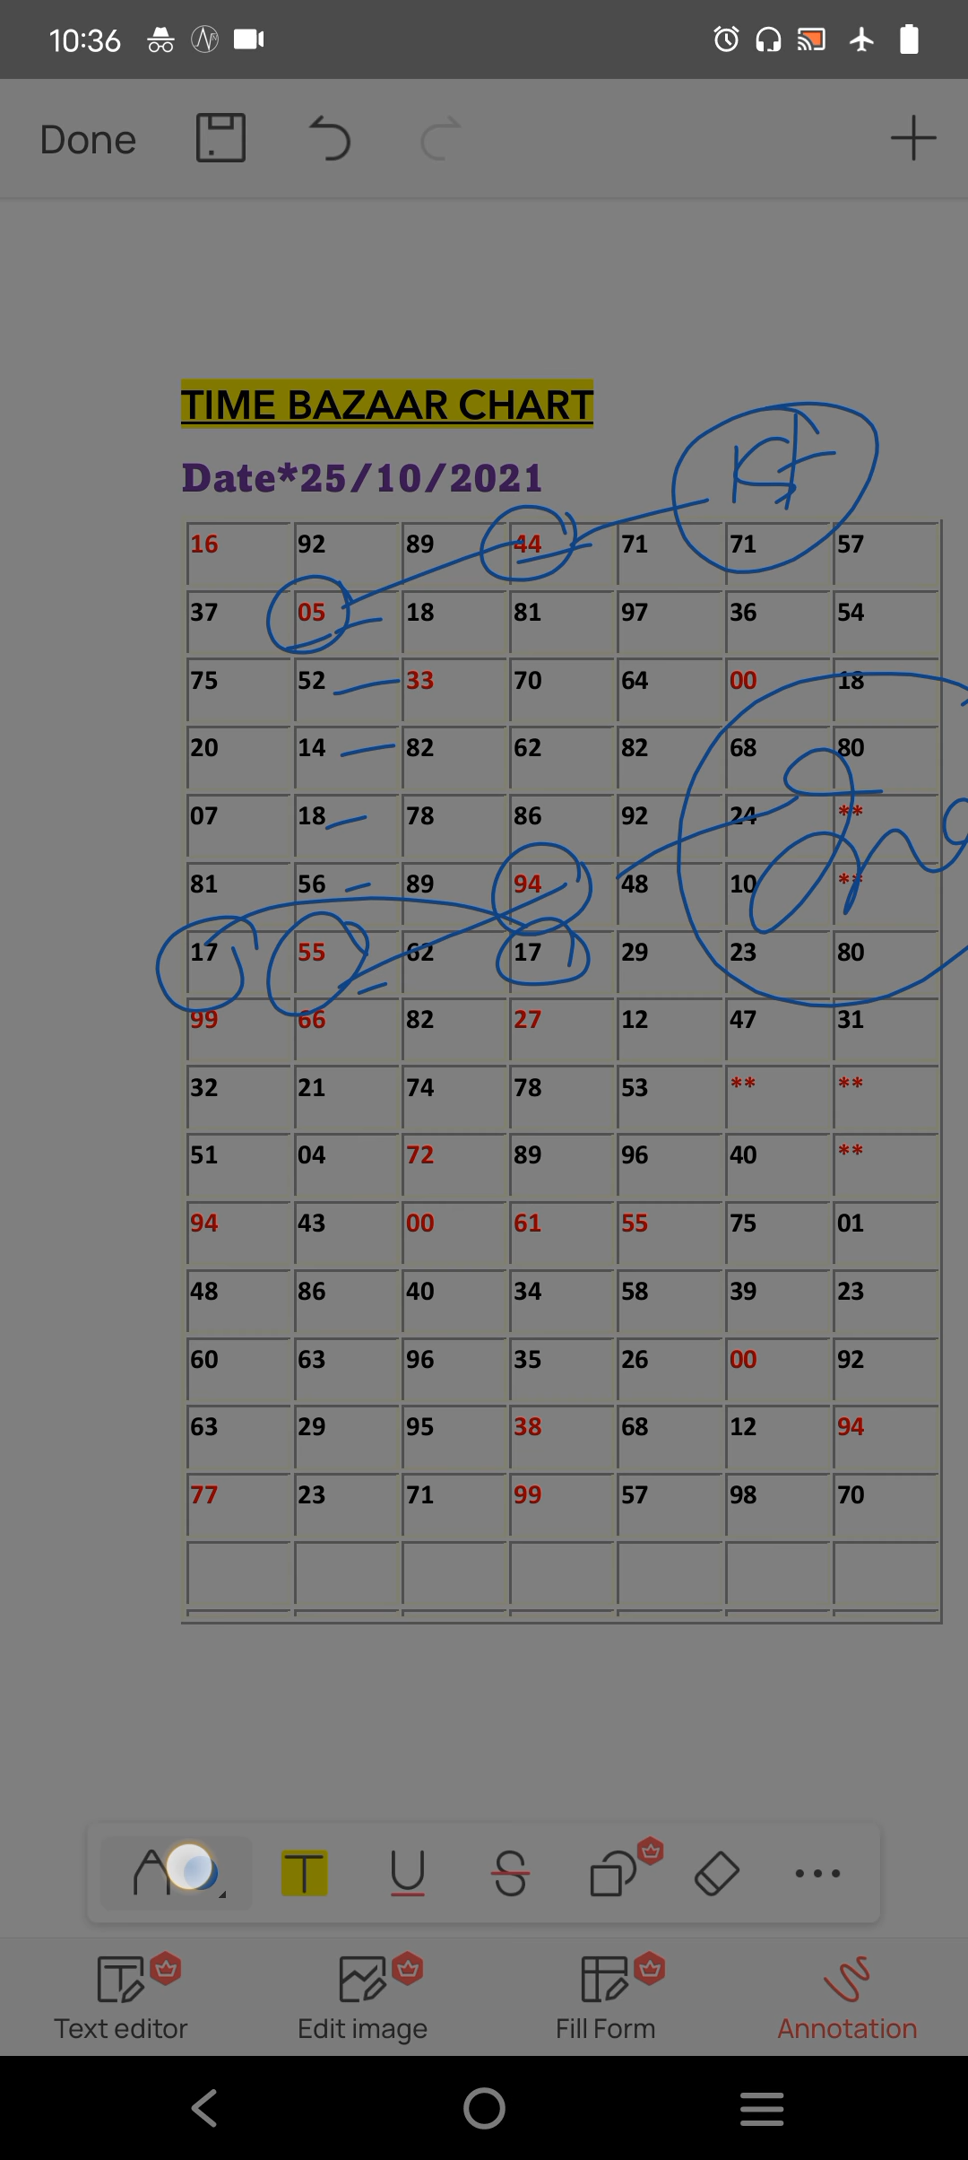 10:36
Done
TIME BAZAAR CHART
Date*25/10/2021
16 92 89 44 71 71 57
37 05 18 81 97 36 54
75 52 33 70 64 00 18
20 14 82 62 82 68 80
07 18 78 86 92 24 **
81 56 89 94 48 10 **
17 55 62 17 29 23 80
99 66 82 27 12 47 31
32 21 74 78 53 ** **
51 04 72 89 96 40 **
94 43 00 61 55 75 01
48 86 40 34 58 39 23
60 63 96 35 26 00 92
63 29 95 38 68 12 94
77 23 71 99 57 98 70
T U S
Text editor Edit image Fill Form Annotation